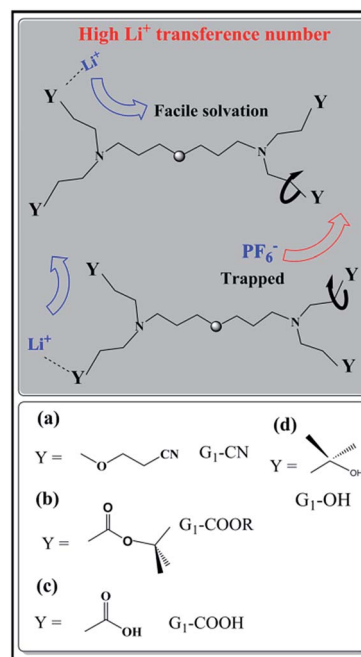 High Li⁺ transference number
Li⁺
Y
Facile solvation
Y
N
N
Y
Y
PF₆⁻
Trapped
Y
Y
N
N
Li⁺
Y
Y
(a)
Y = O CN G₁-CN
(d)
Y = OH
G₁-OH
(b)
Y = O O G₁-COOR
(c)
Y = O OH G₁-COOH